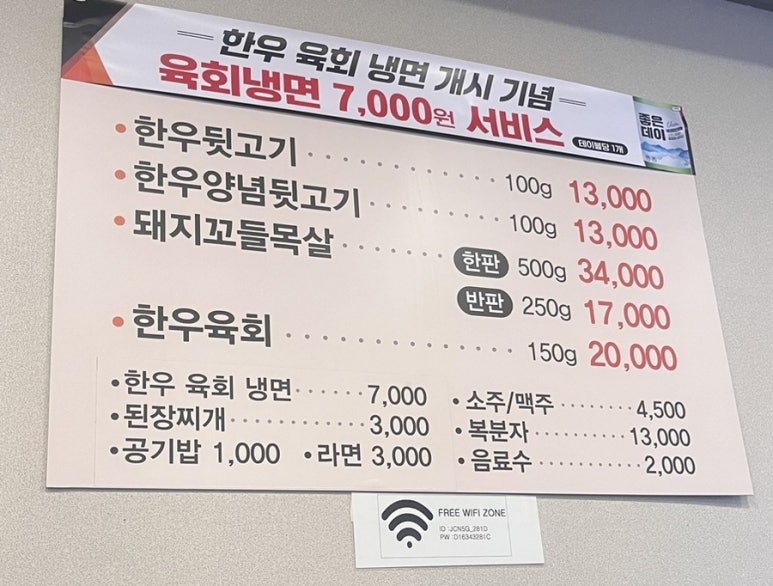 한우 육회 냉면 개시 기념
육회냉면 7,000원 서비스 테이블당 1개
좋은
데이
• 한우뒷고기 100g 13,000
• 한우양념뒷고기 100g 13,000
• 돼지꼬들목살 한판 500g 34,000
반판 250g 17,000
• 한우육회 150g 20,000
• 한우 육회 냉면 7,000
• 된장찌개 3,000
• 공기밥 1,000 • 라면 3,000
• 소주/맥주 4,500
• 복분자 13,000
• 음료수 2,000
FREE WIFI ZONE
ID :JCNSG_281D
PW :D16343281C